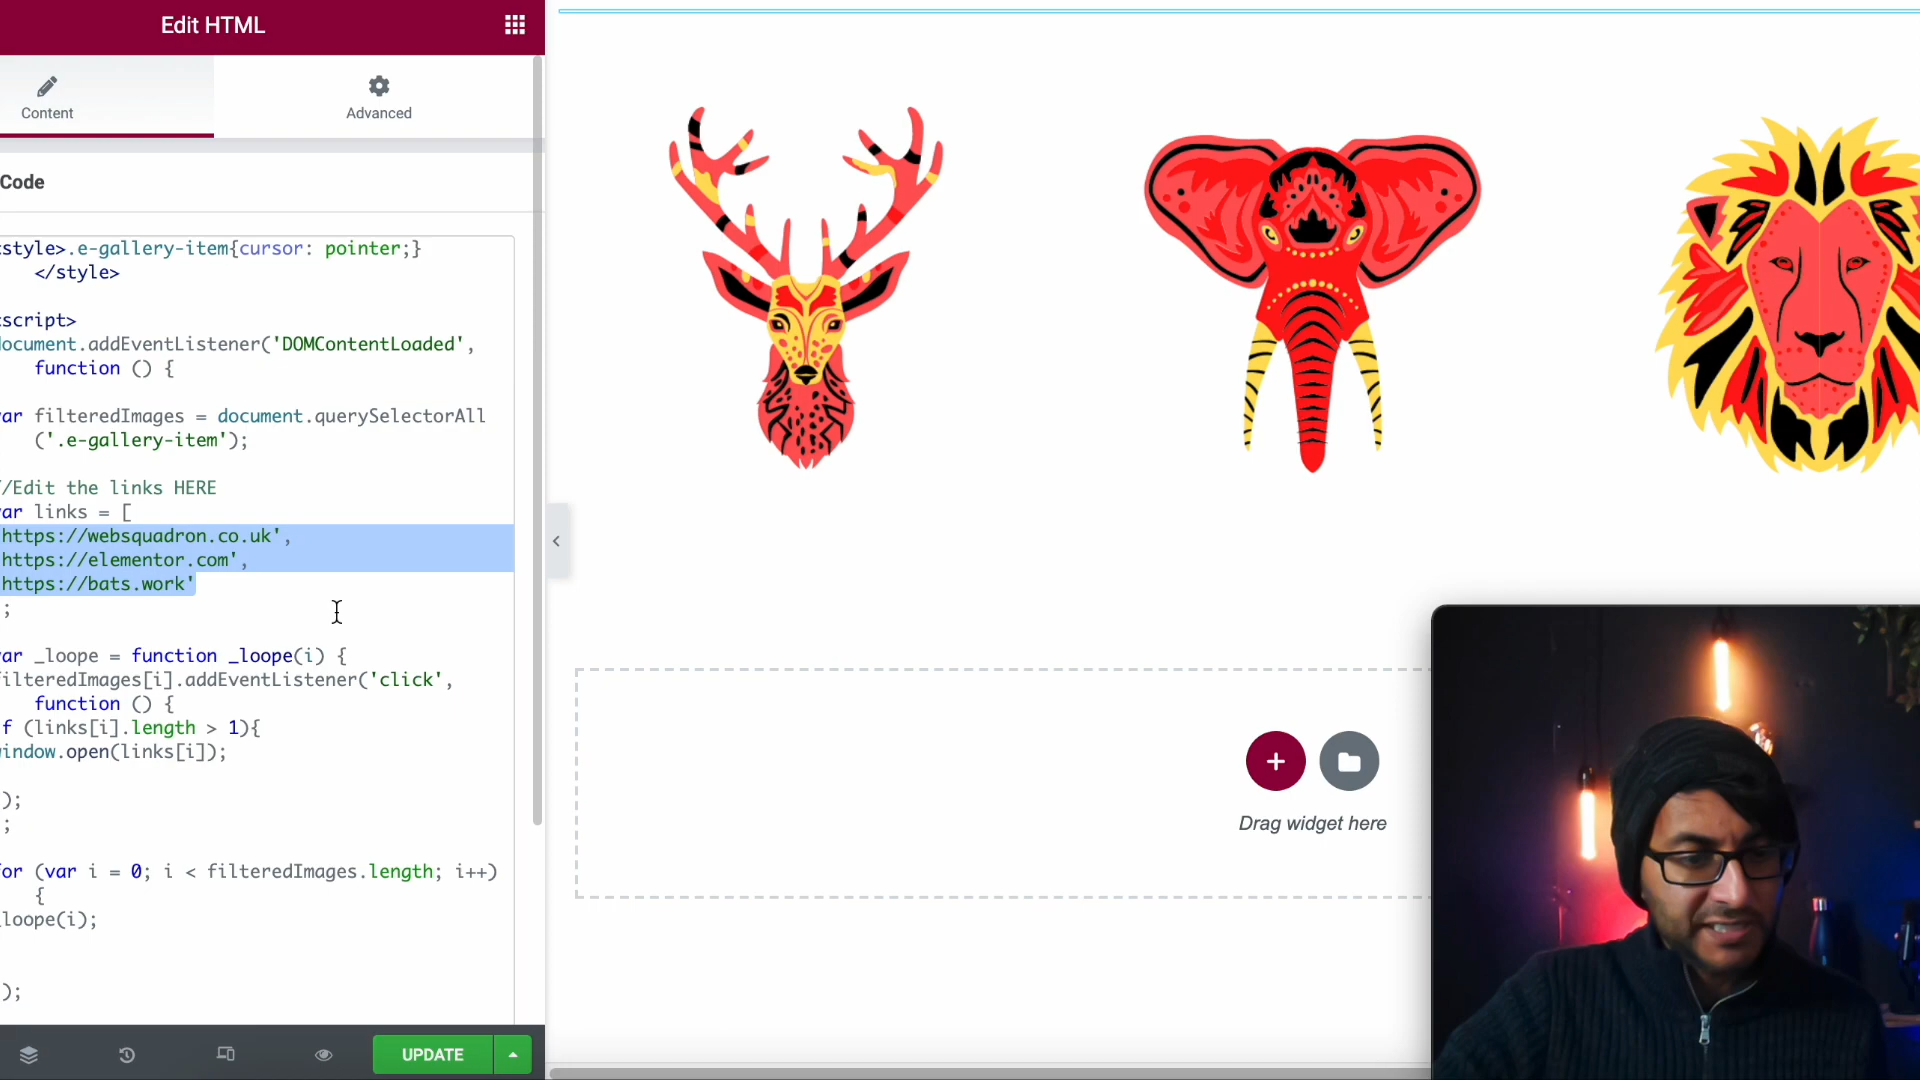 Edit HTML
Content
Advanced
Code
style>.e-gallery-item{cursor: pointer;}
</style>
script>
ocument.addEventListener('DOMContentLoaded',
function () {
ar filteredImages = document.querySelectorAll
('.e-gallery-item');
/Edit the links HERE
ar links = [
https://websquadron.co.uk',
https://elementor.com',
https://bats.work'
;
ar _loope = function _loope(i) {
ilteredImages[i].addEventListener('click',
function () {
f (links[i].length > 1){
indow.open(links[i]);
);
;
or (var i = 0; i < filteredImages.length; i++)
{
loope(i);
);
UPDATE
Drag widget here